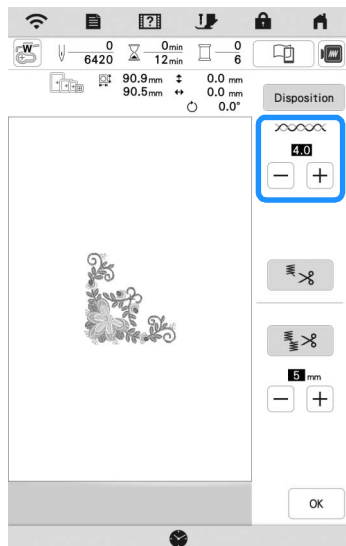 W
0
6420
0min
12min
0
6
90.9mm 0.0 mm
90.5mm 0.0 mm
0.0°
Disposition
4.0
− +
5 mm
− +
OK